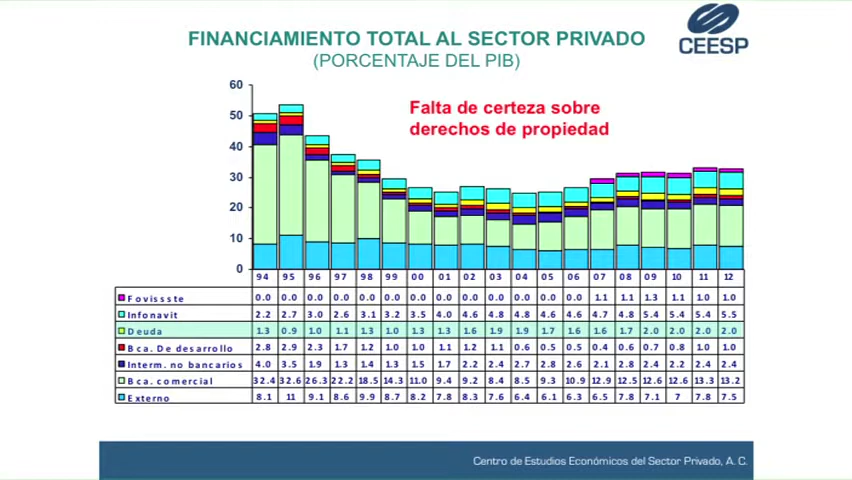 FINANCIAMIENTO TOTAL AL SECTOR PRIVADO
(PORCENTAJE DEL PIB)
CEESP
Falta de certeza sobre
derechos de propiedad
60
50
40
30
20
10
0
94 95 96 97 98 99 00 01 02 03 04 05 06 07 08 09 10 11 12
Fovissste 0.0 0.0 0.0 0.0 0.0 0.0 0.0 0.0 0.0 0.0 0.0 0.0 0.0 1.1 1.1 1.3 1.1 1.0 1.0
Infonavit 2.2 2.7 3.0 2.6 3.1 3.2 3.5 4.0 4.6 4.8 4.8 4.6 4.6 4.7 4.8 5.4 5.4 5.4 5.5
Deuda 1.3 0.9 1.0 1.1 1.3 1.0 1.3 1.3 1.6 1.9 1.9 1.7 1.6 1.6 1.7 2.0 2.0 2.0 2.0
Bca. De desarrollo 2.8 2.9 2.3 1.7 1.2 1.0 1.0 1.1 1.2 1.1 0.6 0.5 0.5 0.4 0.6 0.7 0.8 1.0 1.0
Interm. no bancarios 4.0 3.5 1.9 1.3 1.4 1.3 1.5 1.7 2.2 2.4 2.7 2.8 2.6 2.1 2.8 2.4 2.2 2.4 2.4
Bca. comercial 32.4 32.6 26.3 22.2 18.5 14.3 11.0 9.4 9.2 8.4 8.5 9.3 10.9 12.9 12.5 12.6 12.6 13.3 13.2
Externo 8.1 11 9.1 8.6 9.9 8.7 8.2 7.8 8.3 7.6 6.4 6.1 6.3 6.5 7.8 7.1 7 7.8 7.5
Centro de Estudios Económicos del Sector Privado, A. C.